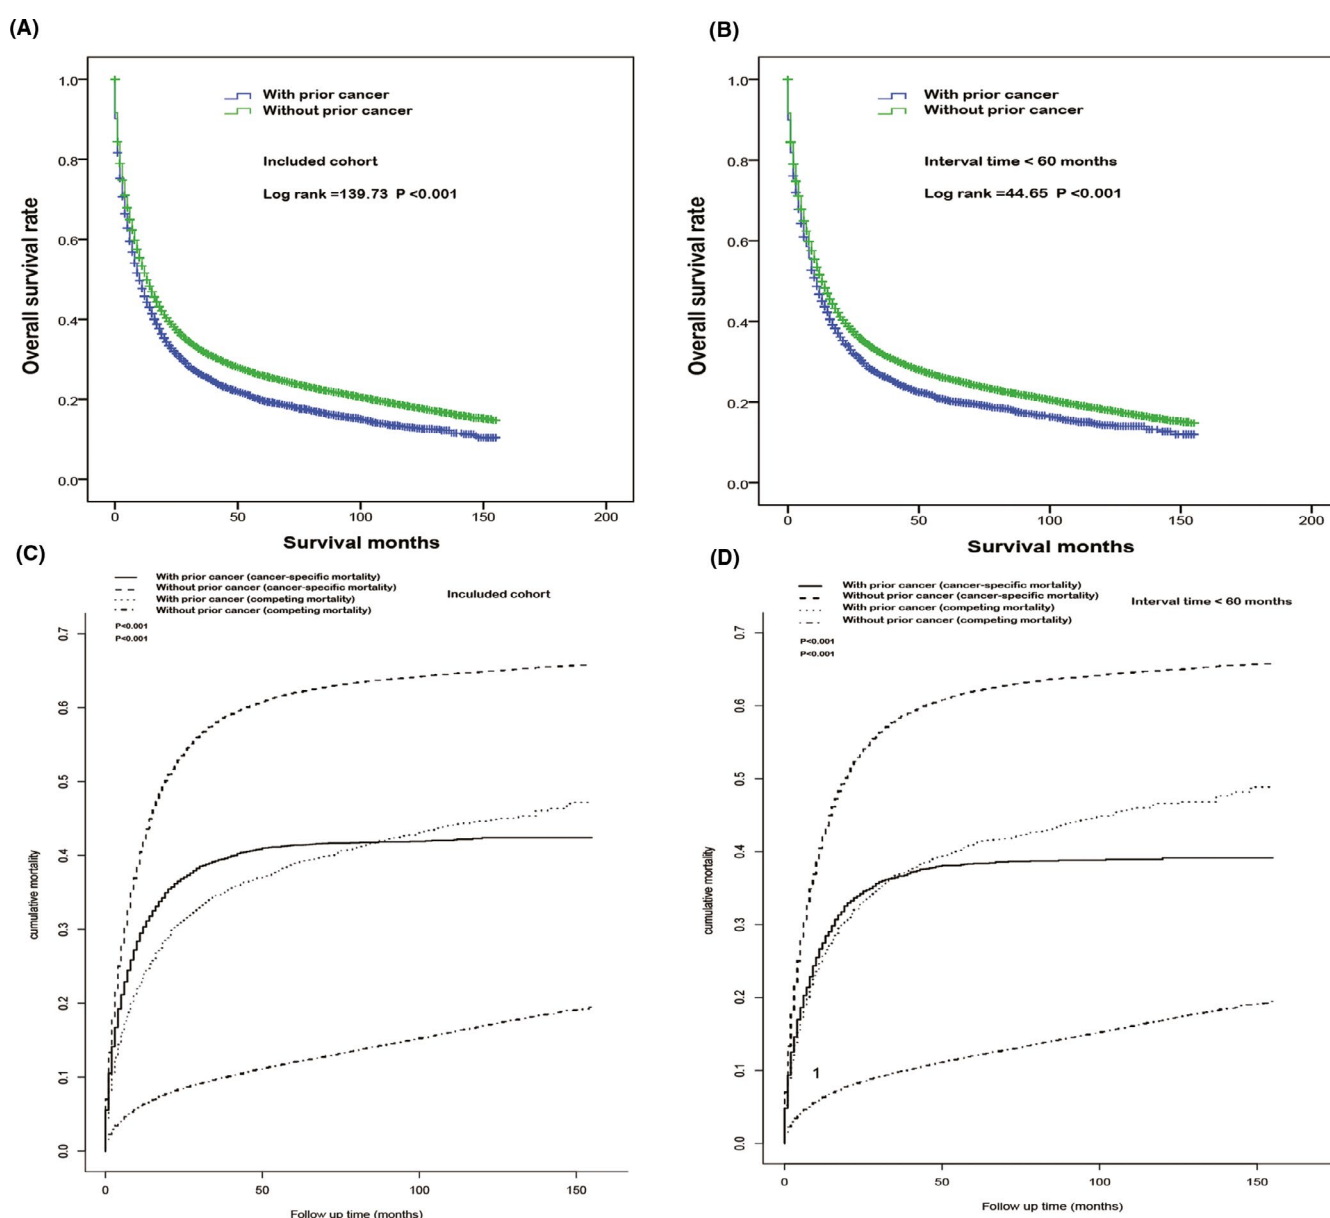 (A)
1.0
0.8
0.6
0.4
0.2
0.0
Overall survival rate
With prior cancer
Without prior cancer
Included cohort
Log rank =139.73 P <0.001
0 50 100 150 200
Survival months
(B)
1.0
0.8
0.6
0.4
0.2
0.0
Overall survival rate
With prior cancer
Without prior cancer
Interval time < 60 months
Log rank =44.65 P <0.001
0 50 100 150 200
Survival months
(C)
With prior cancer (cancer-specific mortality)
Without prior cancer (cancer-specific mortality)
With prior cancer (competing mortality)
Without prior cancer (competing mortality)
Inculuded cohort
P<0.001
P<0.001
0.7
0.6
0.5
0.4
0.3
0.2
0.1
0.0
cumulative mortality
0 50 100 150
Follow up time (months)
(D)
With prior cancer (cancer-specific mortality)
Without prior cancer (cancer-specific mortality)
With prior cancer (competing mortality)
Without prior cancer (competing mortality)
Interval time < 60 months
P<0.001
P<0.001
0.7
0.6
0.5
0.4
0.3
0.2
0.1
0.0
cumulative mortality
1
0 50 100 150
Follow up time (months)